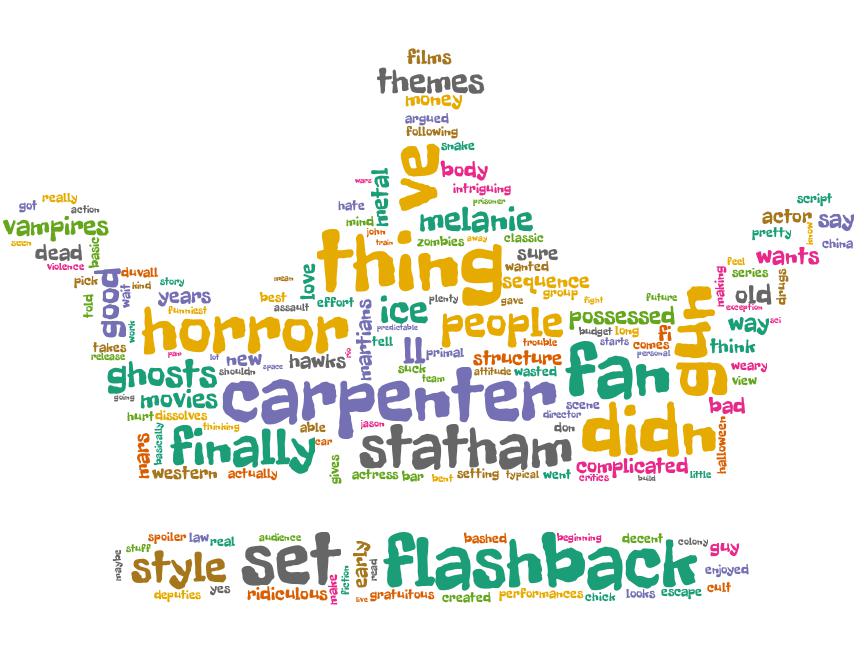 films
themes
money
argued
following
ve
snake
body
intriguing
prisoner
wars
metal
hate
mind
john
train
melanie
zombies
away
classic
got
really
action
vampires
seen
dead
basic
violence
pick
duvall
kind
story
told
good
wait
years
funniest
work
takes
release
script
actor
say
pretty
know
china
wants
feel
series
making
old
drugs
exception
way
sci
think
weary
view
bad
halloween
thing
sure
wanted
sequence
group
fight
gave
plenty
mean
love
best
effort
assault
ice
martians
predictable
tell
horror
people
possessed
future
budget
long
fi
starts
comes
personal
trouble
gun
ll
primal
structure
attitude
wasted
suck
team
new
hawks
lot
space
shouldn
pam
ghosts
going
movies
carpenter
fan
scene
director
don
didn
hurt
dissolves
thinking
able
car
jason
mars
basically
finally
statham
western
actually
gives
actress
bar
bent
setting
typical
went
complicated
critics
build
little
spoiler
law
real
audience
early
read
bashed
beginning
decent
colony
guy
maybe
stuff
style
set
flashback
enjoyed
deputies
yes
ridiculous
make
fiction
live
gratuitous
created
performances
chick
looks
escape
cult